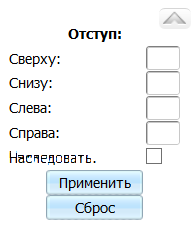 Отступ:
Сверху:
Снизу:
Слева:
Справа:
Наследовать.
Применить
Сброс